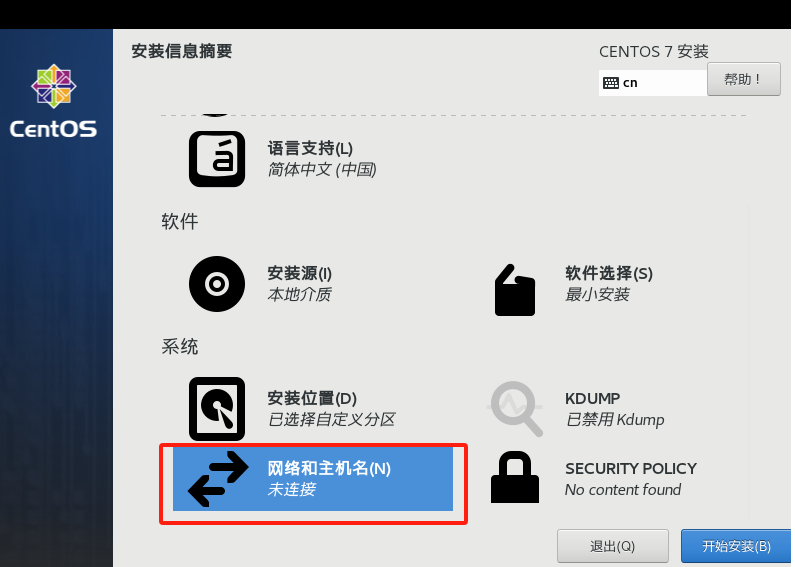 安装信息摘要
CENTOS 7 安装
cn
帮助！
CentOS
语言支持(L)
简体中文 (中国)
软件
安装源(I)
本地介质
软件选择(S)
最小安装
系统
安装位置(D)
已选择自定义分区
KDUMP
已禁用 Kdump
网络和主机名(N)
未连接
SECURITY POLICY
No content found
退出(Q)
开始安装(B)